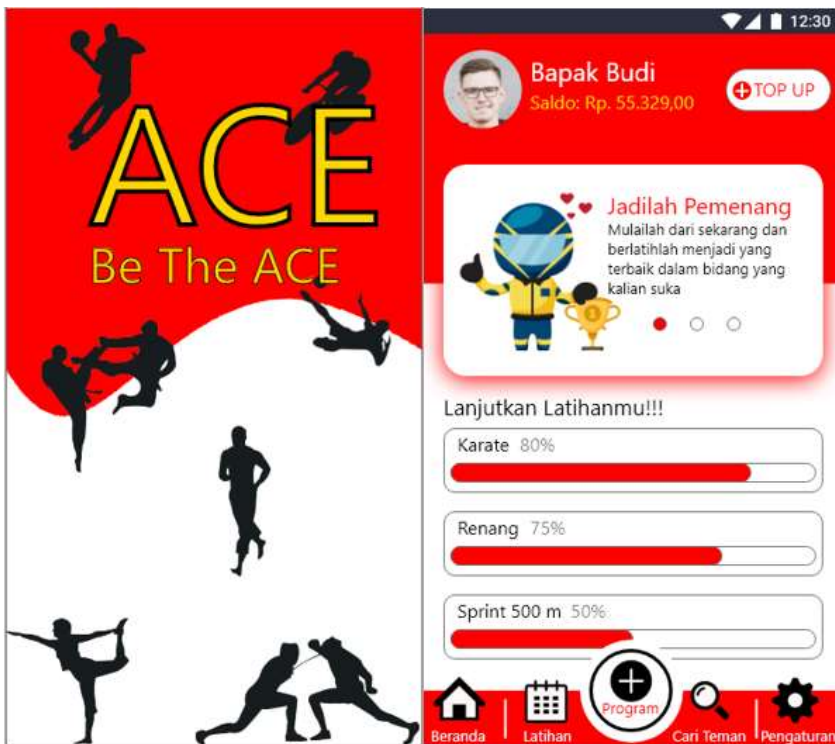 ACE
Be The ACE
12:30
Bapak Budi
Saldo: Rp. 55.329,00
TOP UP
Jadilah Pemenang
Mulailah dari sekarang dan
berlatihlah menjadi yang
terbaik dalam bidang yang
kalian suka
Lanjutkan Latihanmu!!!
Karate 80%
Renang 75%
Sprint 500 m 50%
Beranda
Latihan
Program
Cari Teman
Pengaturan